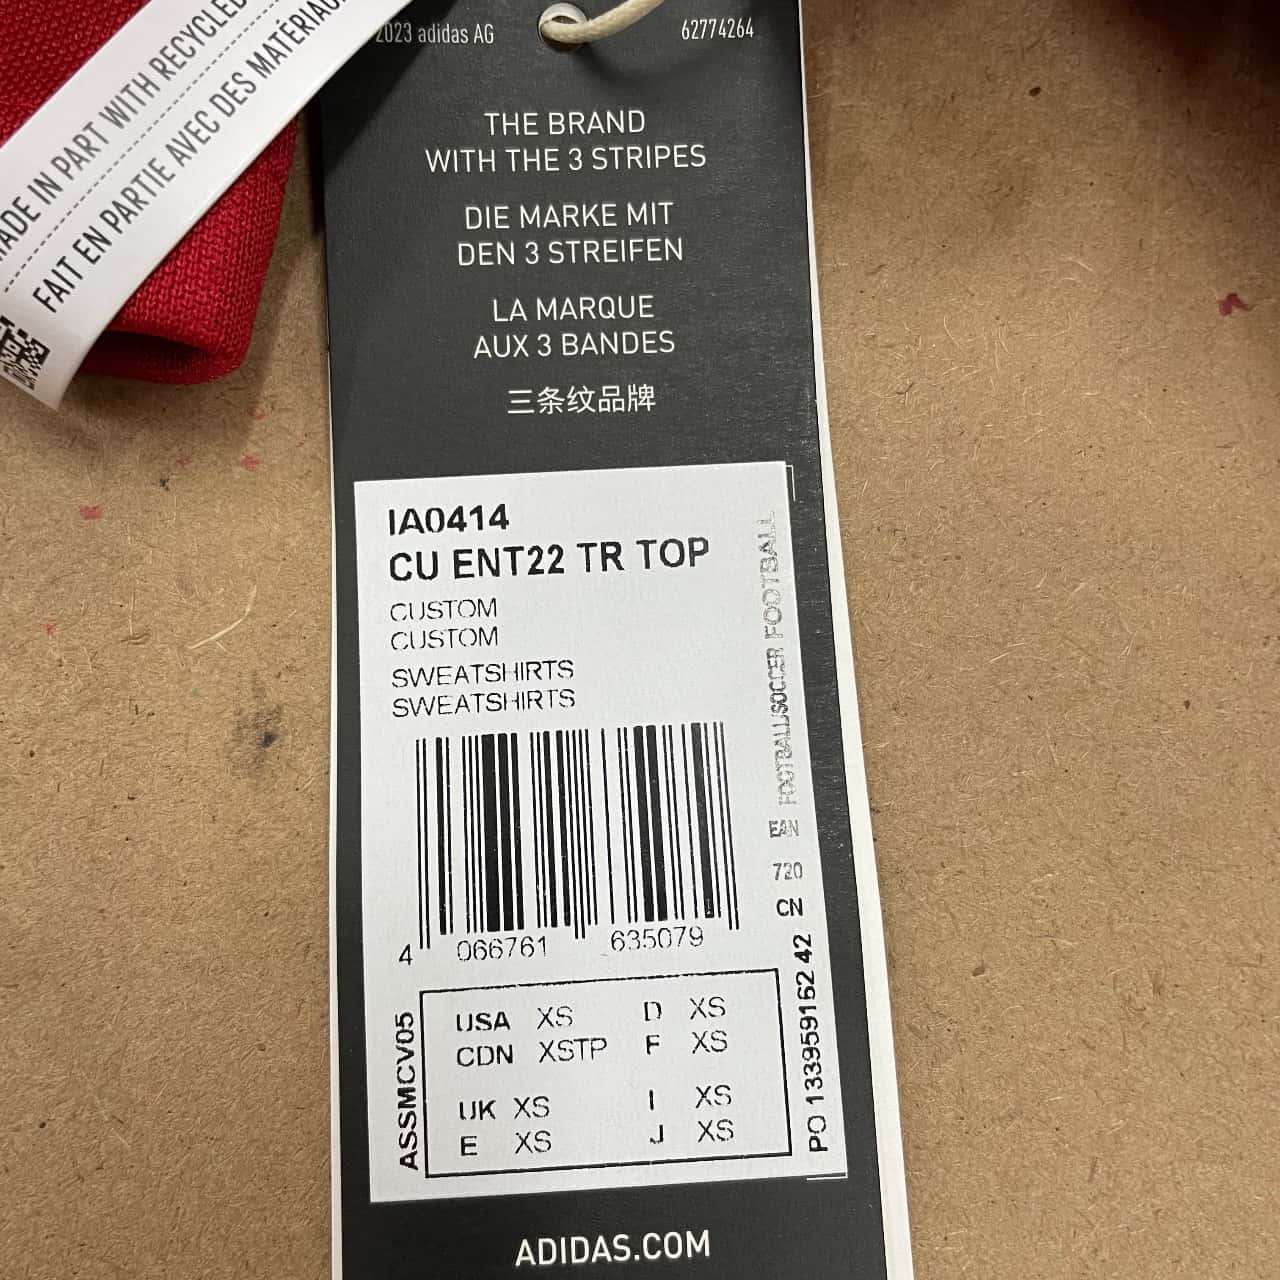 MADE IN PART WITH RECYCLED
FAIT EN PARTIE AVEC DES MATÉRIAU
2023 adidas AG
62774264
THE BRAND
WITH THE 3 STRIPES
DIE MARKE MIT
DEN 3 STREIFEN
LA MARQUE
AUX 3 BANDES
三条纹品牌
IA0414
CU ENT22 TR TOP
CUSTOM
CUSTOM
SWEATSHIRTS
SWEATSHIRTS
FOOTBALL/SOCCER FOOTBALL
EAN
720
CN
4 066761 635079
ASSMCV05
USA XS D XS
CDN XSTP F XS
UK XS I XS
E XS J XS
PO 133959162 42
ADIDAS.COM